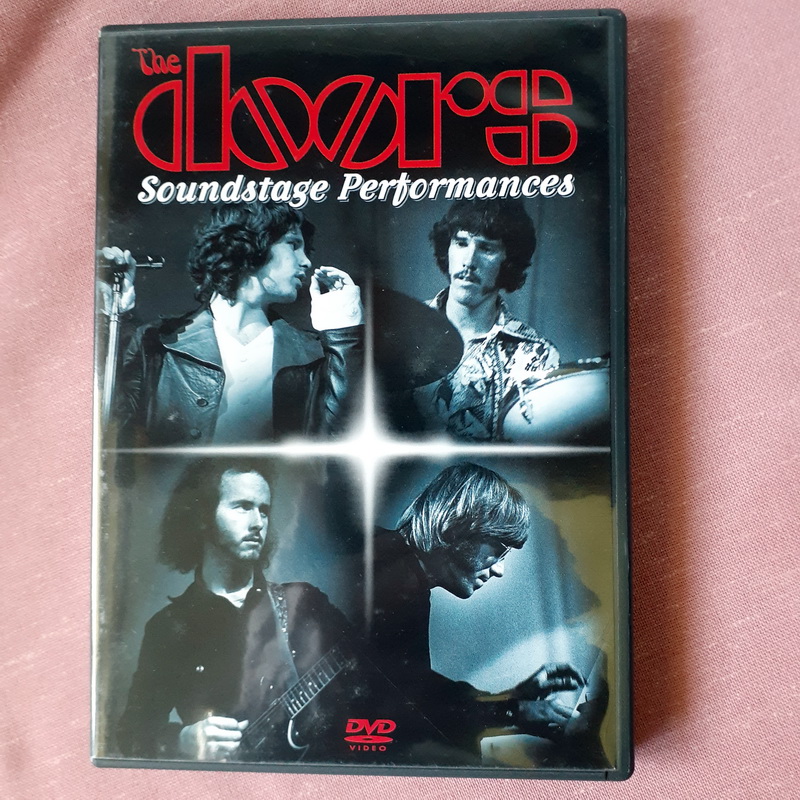 The
doors
Soundstage Performances
DVD
VIDEO